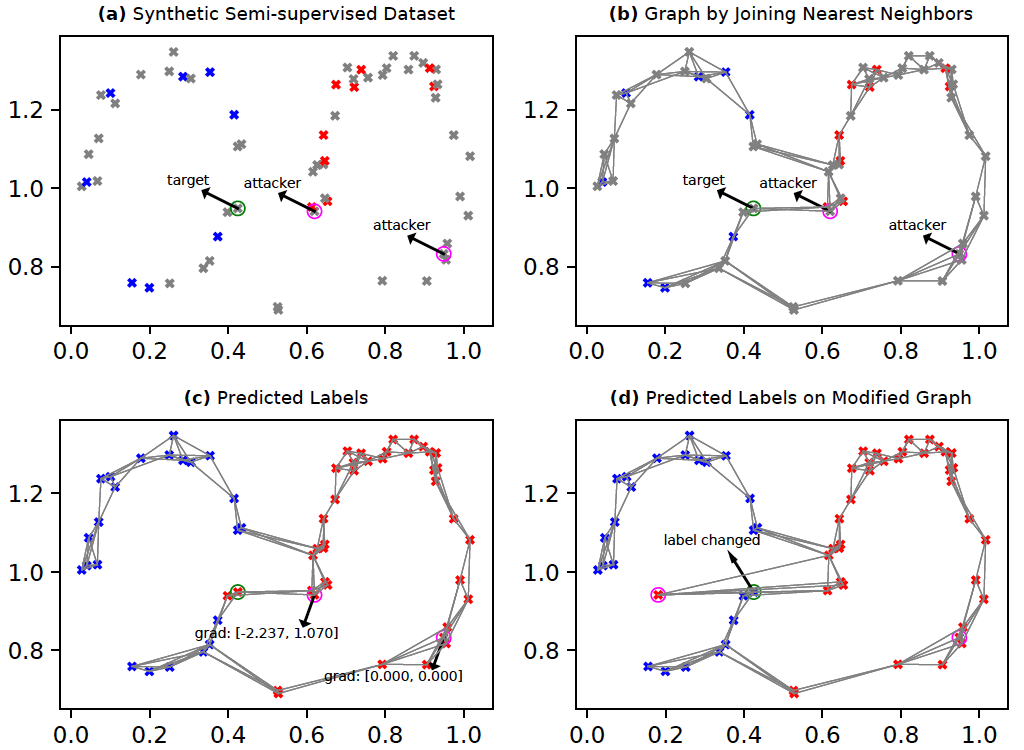 (a) Synthetic Semi-supervised Dataset
1.2
1.0
0.8
0.0 0.2 0.4 0.6 0.8 1.0
target
attacker
attacker
(b) Graph by Joining Nearest Neighbors
1.2
1.0
0.8
0.0 0.2 0.4 0.6 0.8 1.0
target
attacker
attacker
(c) Predicted Labels
1.2
1.0
0.8
0.0 0.2 0.4 0.6 0.8 1.0
grad: [-2.237, 1.070]
grad: [0.000, 0.000]
(d) Predicted Labels on Modified Graph
1.2
1.0
0.8
0.0 0.2 0.4 0.6 0.8 1.0
label changed